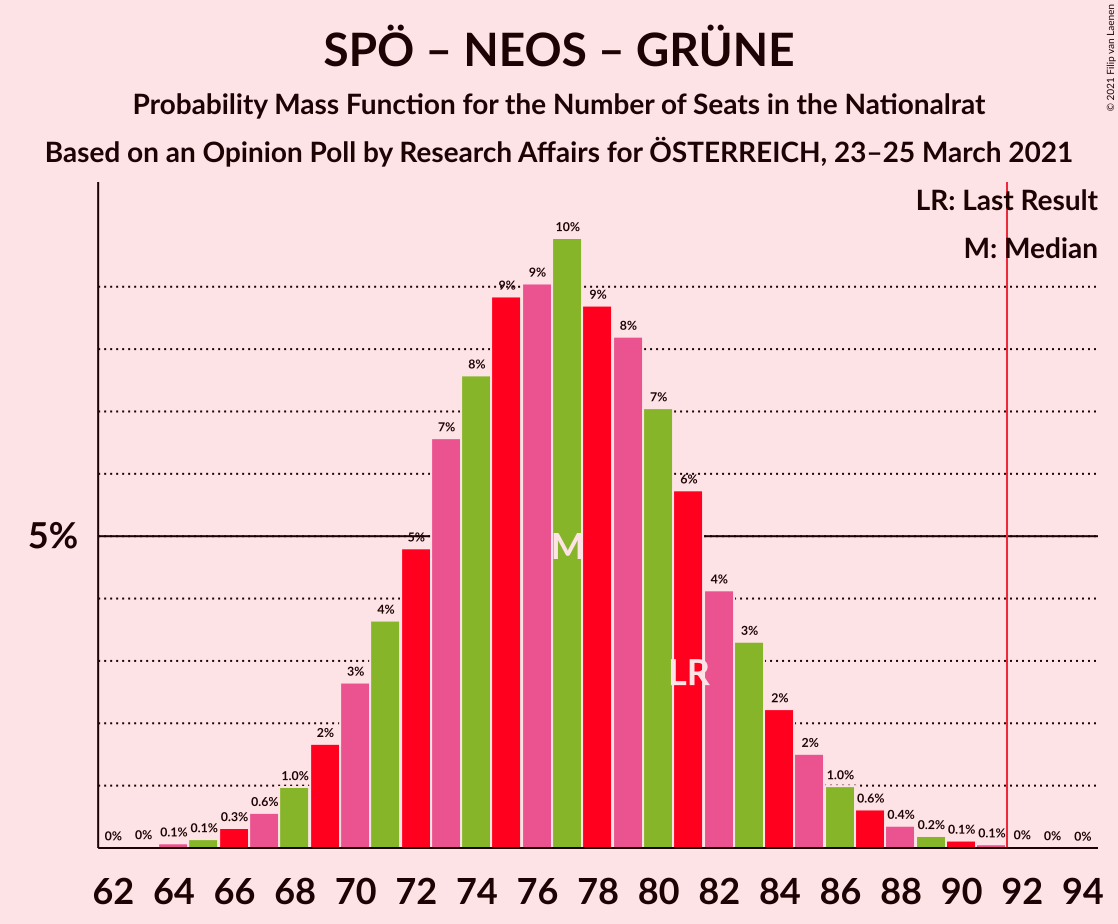 SPÖ – NEOS – GRÜNE
Probability Mass Function for the Number of Seats in the Nationalrat
Based on an Opinion Poll by Research Affairs for ÖSTERREICH, 23–25 March 2021
© 2021 Filip van Laenen
LR: Last Result
M: Median
5%
0% 0% 0.1% 0.1% 0.3% 0.6% 1.0% 2% 3% 4% 5% 7% 8% 9% 9% 10% 9% 8% 7% 6% 4% 3% 2% 2% 1.0% 0.6% 0.4% 0.2% 0.1% 0.1% 0% 0% 0%
M
LR
62 64 66 68 70 72 74 76 78 80 82 84 86 88 90 92 94